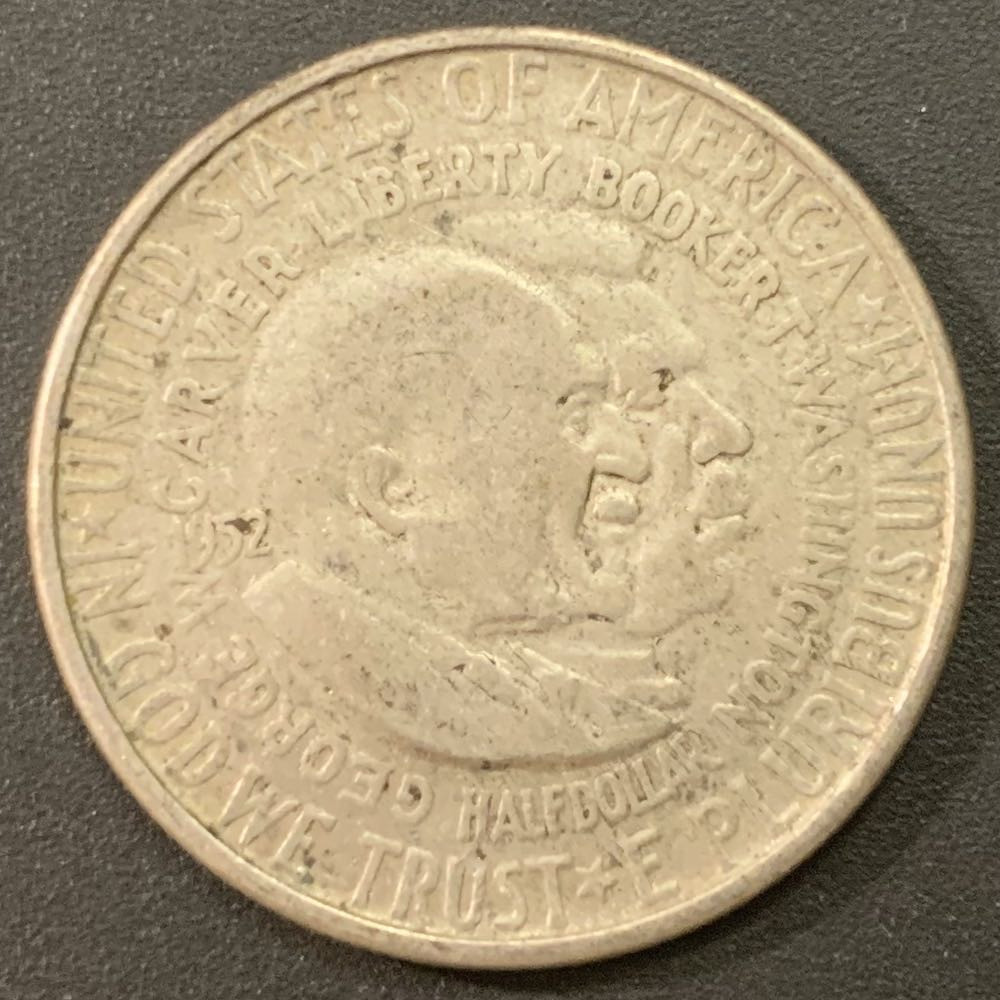 UNITED STATES OF AMERICA
★ E PLURIBUS UNUM ★
IN GOD WE TRUST ★
GEORGE W. CARVER · LIBERTY · BOOKER T. WASHINGTON
HALF DOLLAR
1952